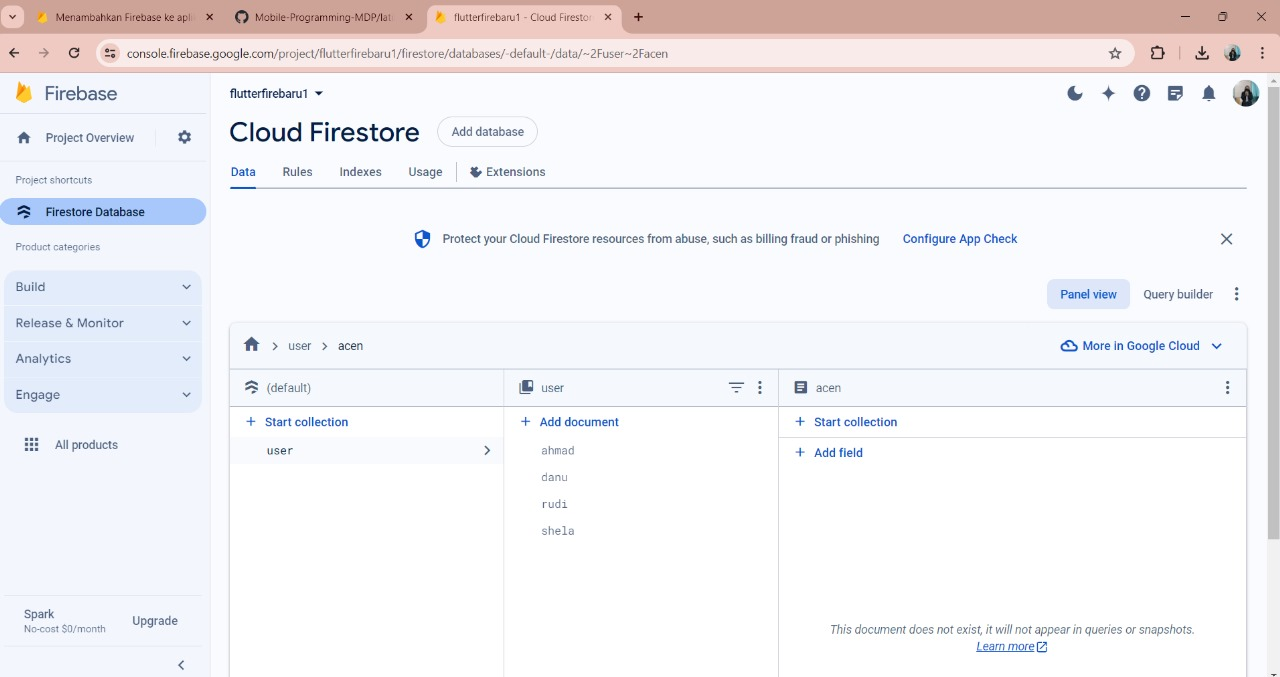 Menambahkan Firebase ke apli
Mobile-Programming-MDP/lati
flutterfirebaru1 - Cloud Firestor
console.firebase.google.com/project/flutterfirebaru1/firestore/databases/-default-/data/~2Fuser~2Facen
Firebase
flutterfirebaru1
Project Overview
Cloud Firestore
Add database
Project shortcuts
Data
Rules
Indexes
Usage
Extensions
Firestore Database
Product categories
Protect your Cloud Firestore resources from abuse, such as billing fraud or phishing
Configure App Check
Build
Release & Monitor
Analytics
Engage
All products
Panel view
Query builder
user
acen
More in Google Cloud
(default)
user
acen
Start collection
Add document
Start collection
user
ahmad
Add field
danu
rudi
shela
This document does not exist, it will not appear in queries or snapshots.
Learn more
Spark
No-cost $0/month
Upgrade